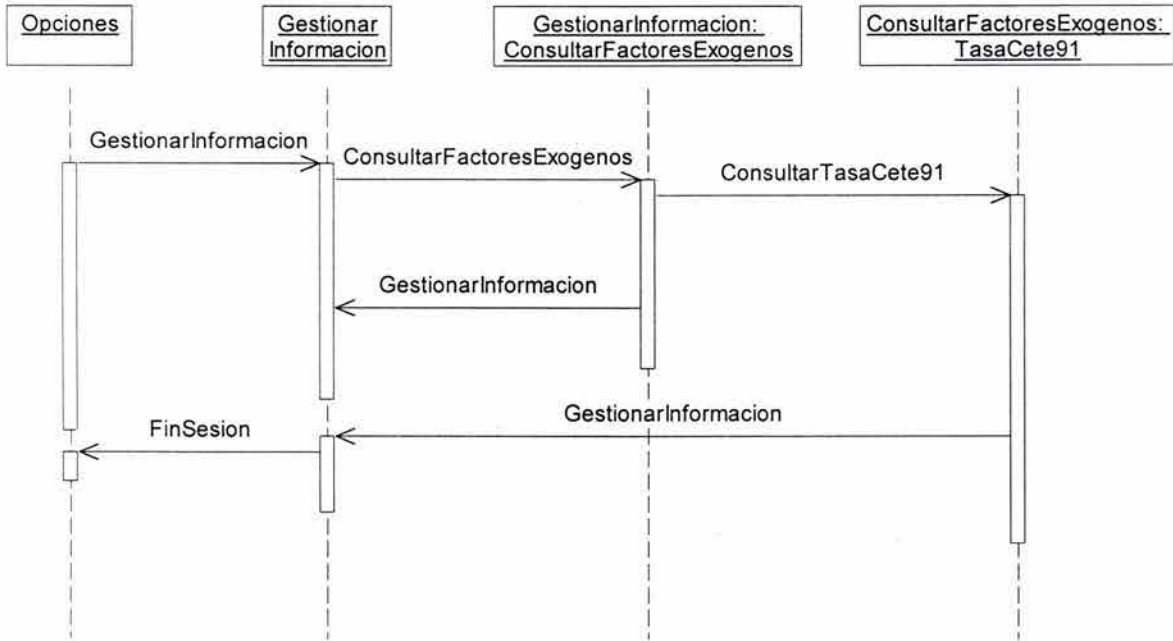 Opciones
Gestionar
Informacion
GestionarInformacion:
ConsultarFactoresExogenos
ConsultarFactoresExogenos:
TasaCete91
GestionarInformacion
ConsultarFactoresExogenos
ConsultarTasaCete91
GestionarInformacion
GestionarInformacion
FinSesion